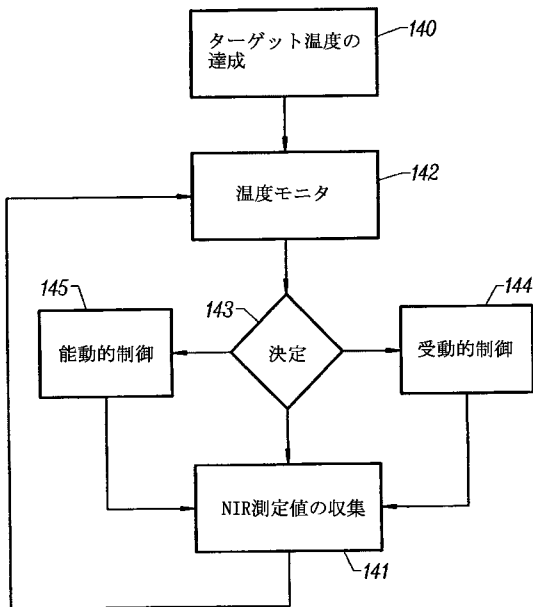 ターゲット温度の
達成
140
温度モニタ
142
145
143
144
能動的制御
決定
受動的制御
NIR測定値の収集
141